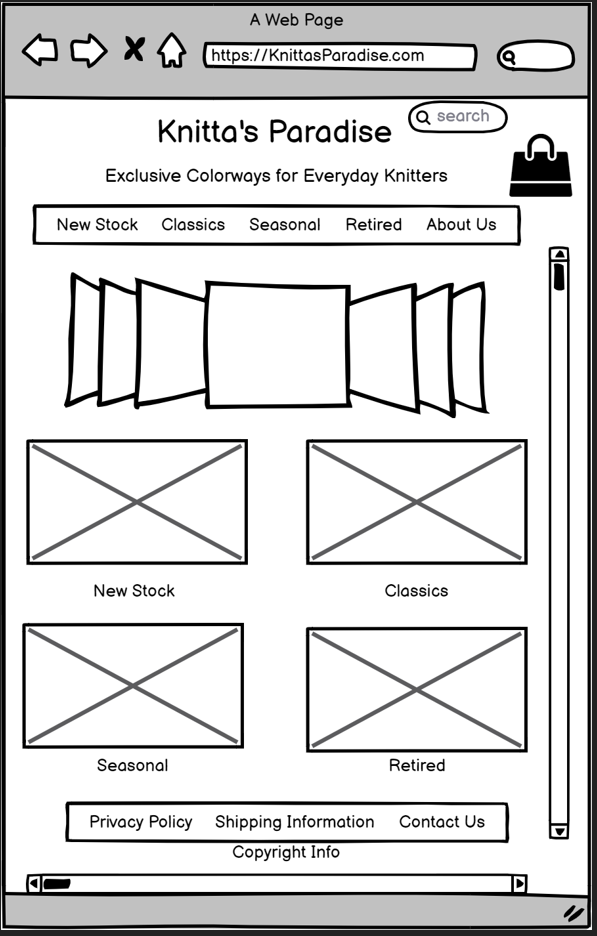 A Web Page
https://KnittasParadise.com
search
Knitta's Paradise
Exclusive Colorways for Everyday Knitters
New Stock Classics Seasonal Retired About Us
New Stock Classics
Seasonal Retired
Privacy Policy Shipping Information Contact Us
Copyright Info